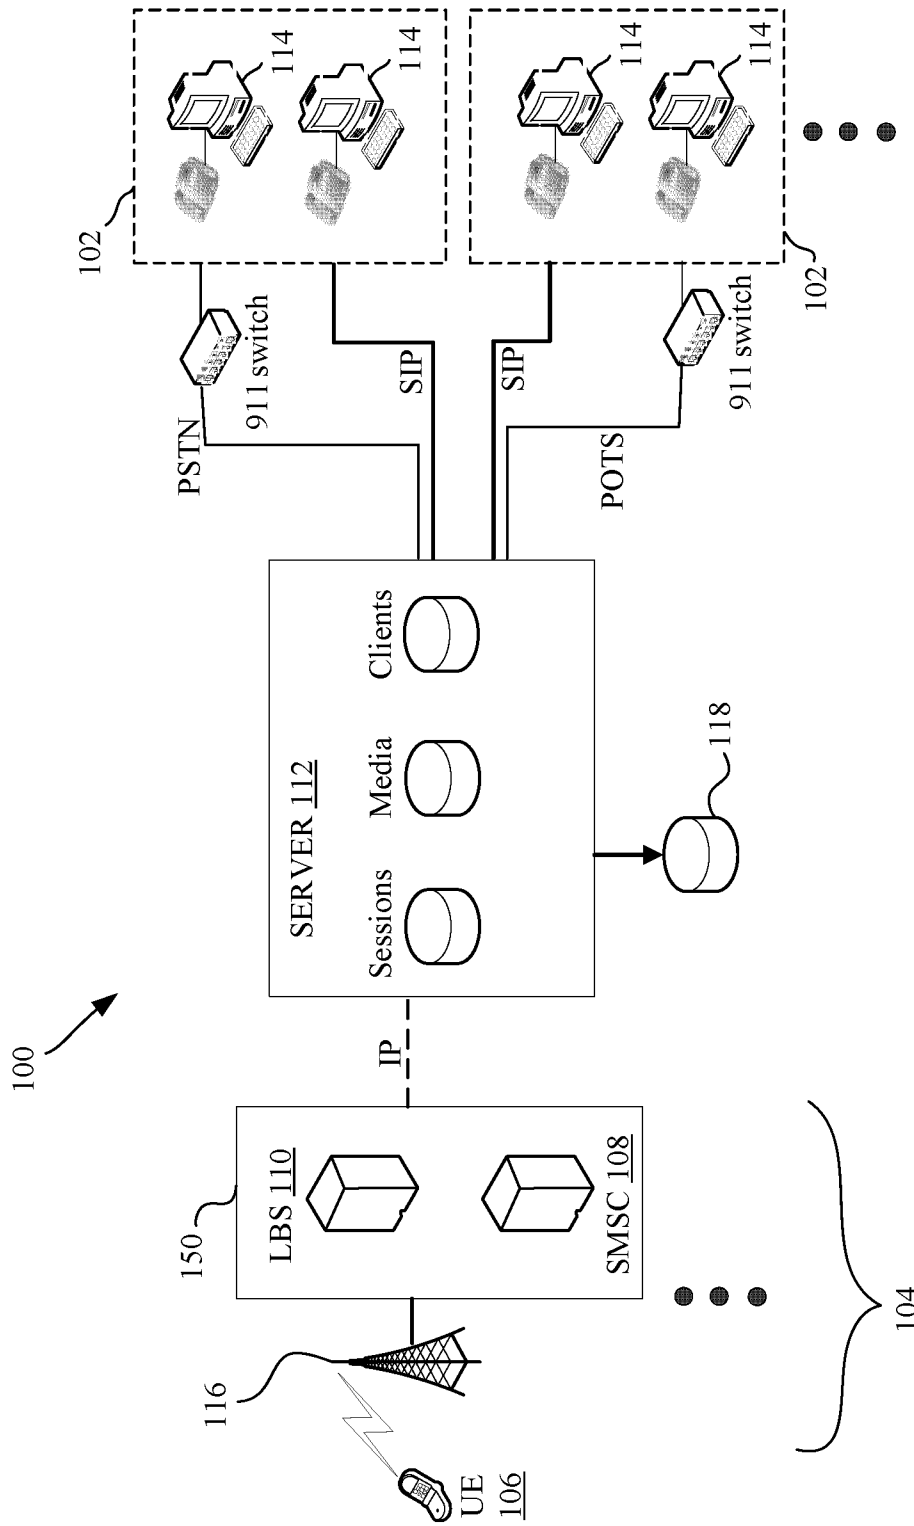 100
UE
106
116
150
LBS 110
SMSC 108
104
IP
SERVER 112
Sessions
Media
Clients
118
PSTN
911 switch
SIP
SIP
POTS
911 switch
102
114
114
102
114
114